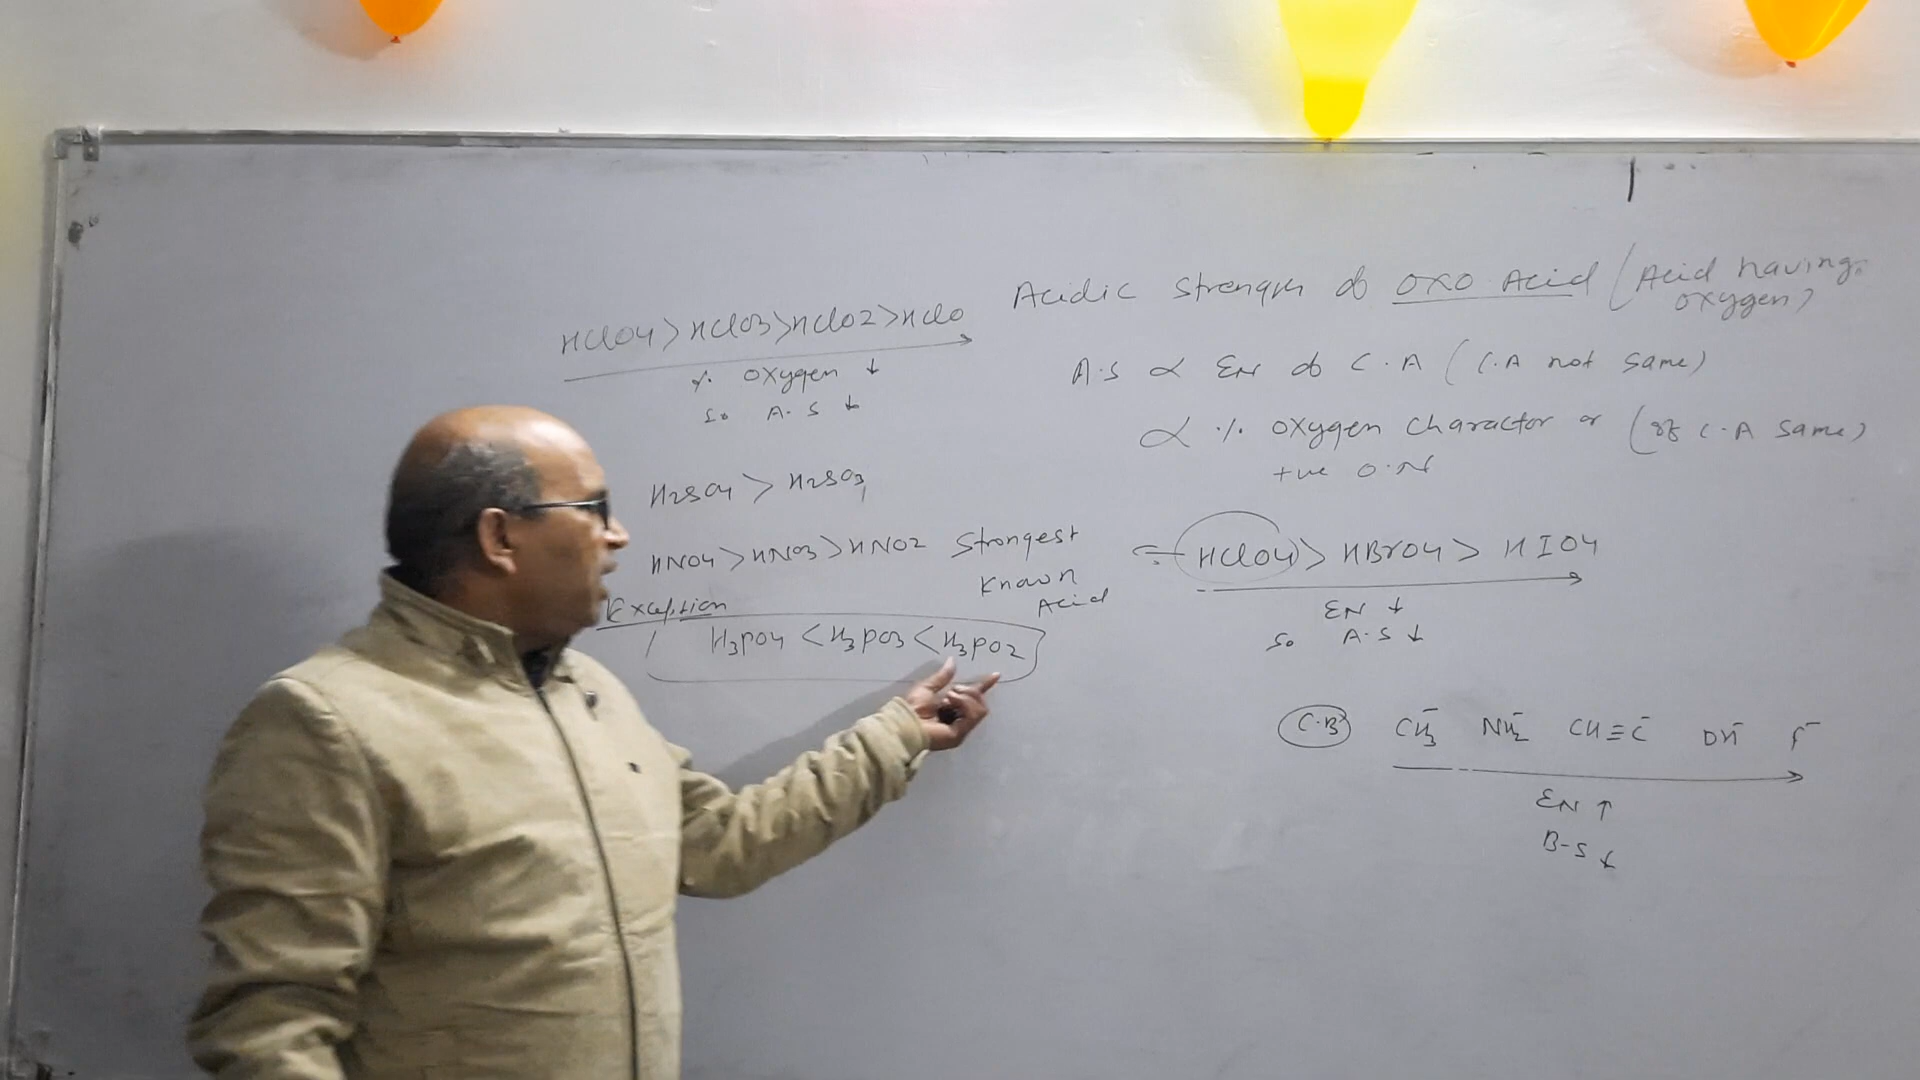 Acidic strength of oxo Acid (Acid having oxygen)
A.S ∝ EN of C.A (C.A not same)
∝ % oxygen character or (If C.A same)
+ve O.N
HClO4 > HBrO4 > HIO4
EN ↓
so A.S ↓
C.B CH3⁻ NH2⁻ CH≡C⁻ OH⁻ F⁻
EN ↑
B-S ↓
HClO4 > HClO3 > HClO2 > HClO
% oxygen ↓
so A.S ↓
H2SO4 > H2SO3
HNO4 > HNO3 > HNO2
Strongest
Known
Acid
Exception
H3PO4 < H3PO3 < H3PO2